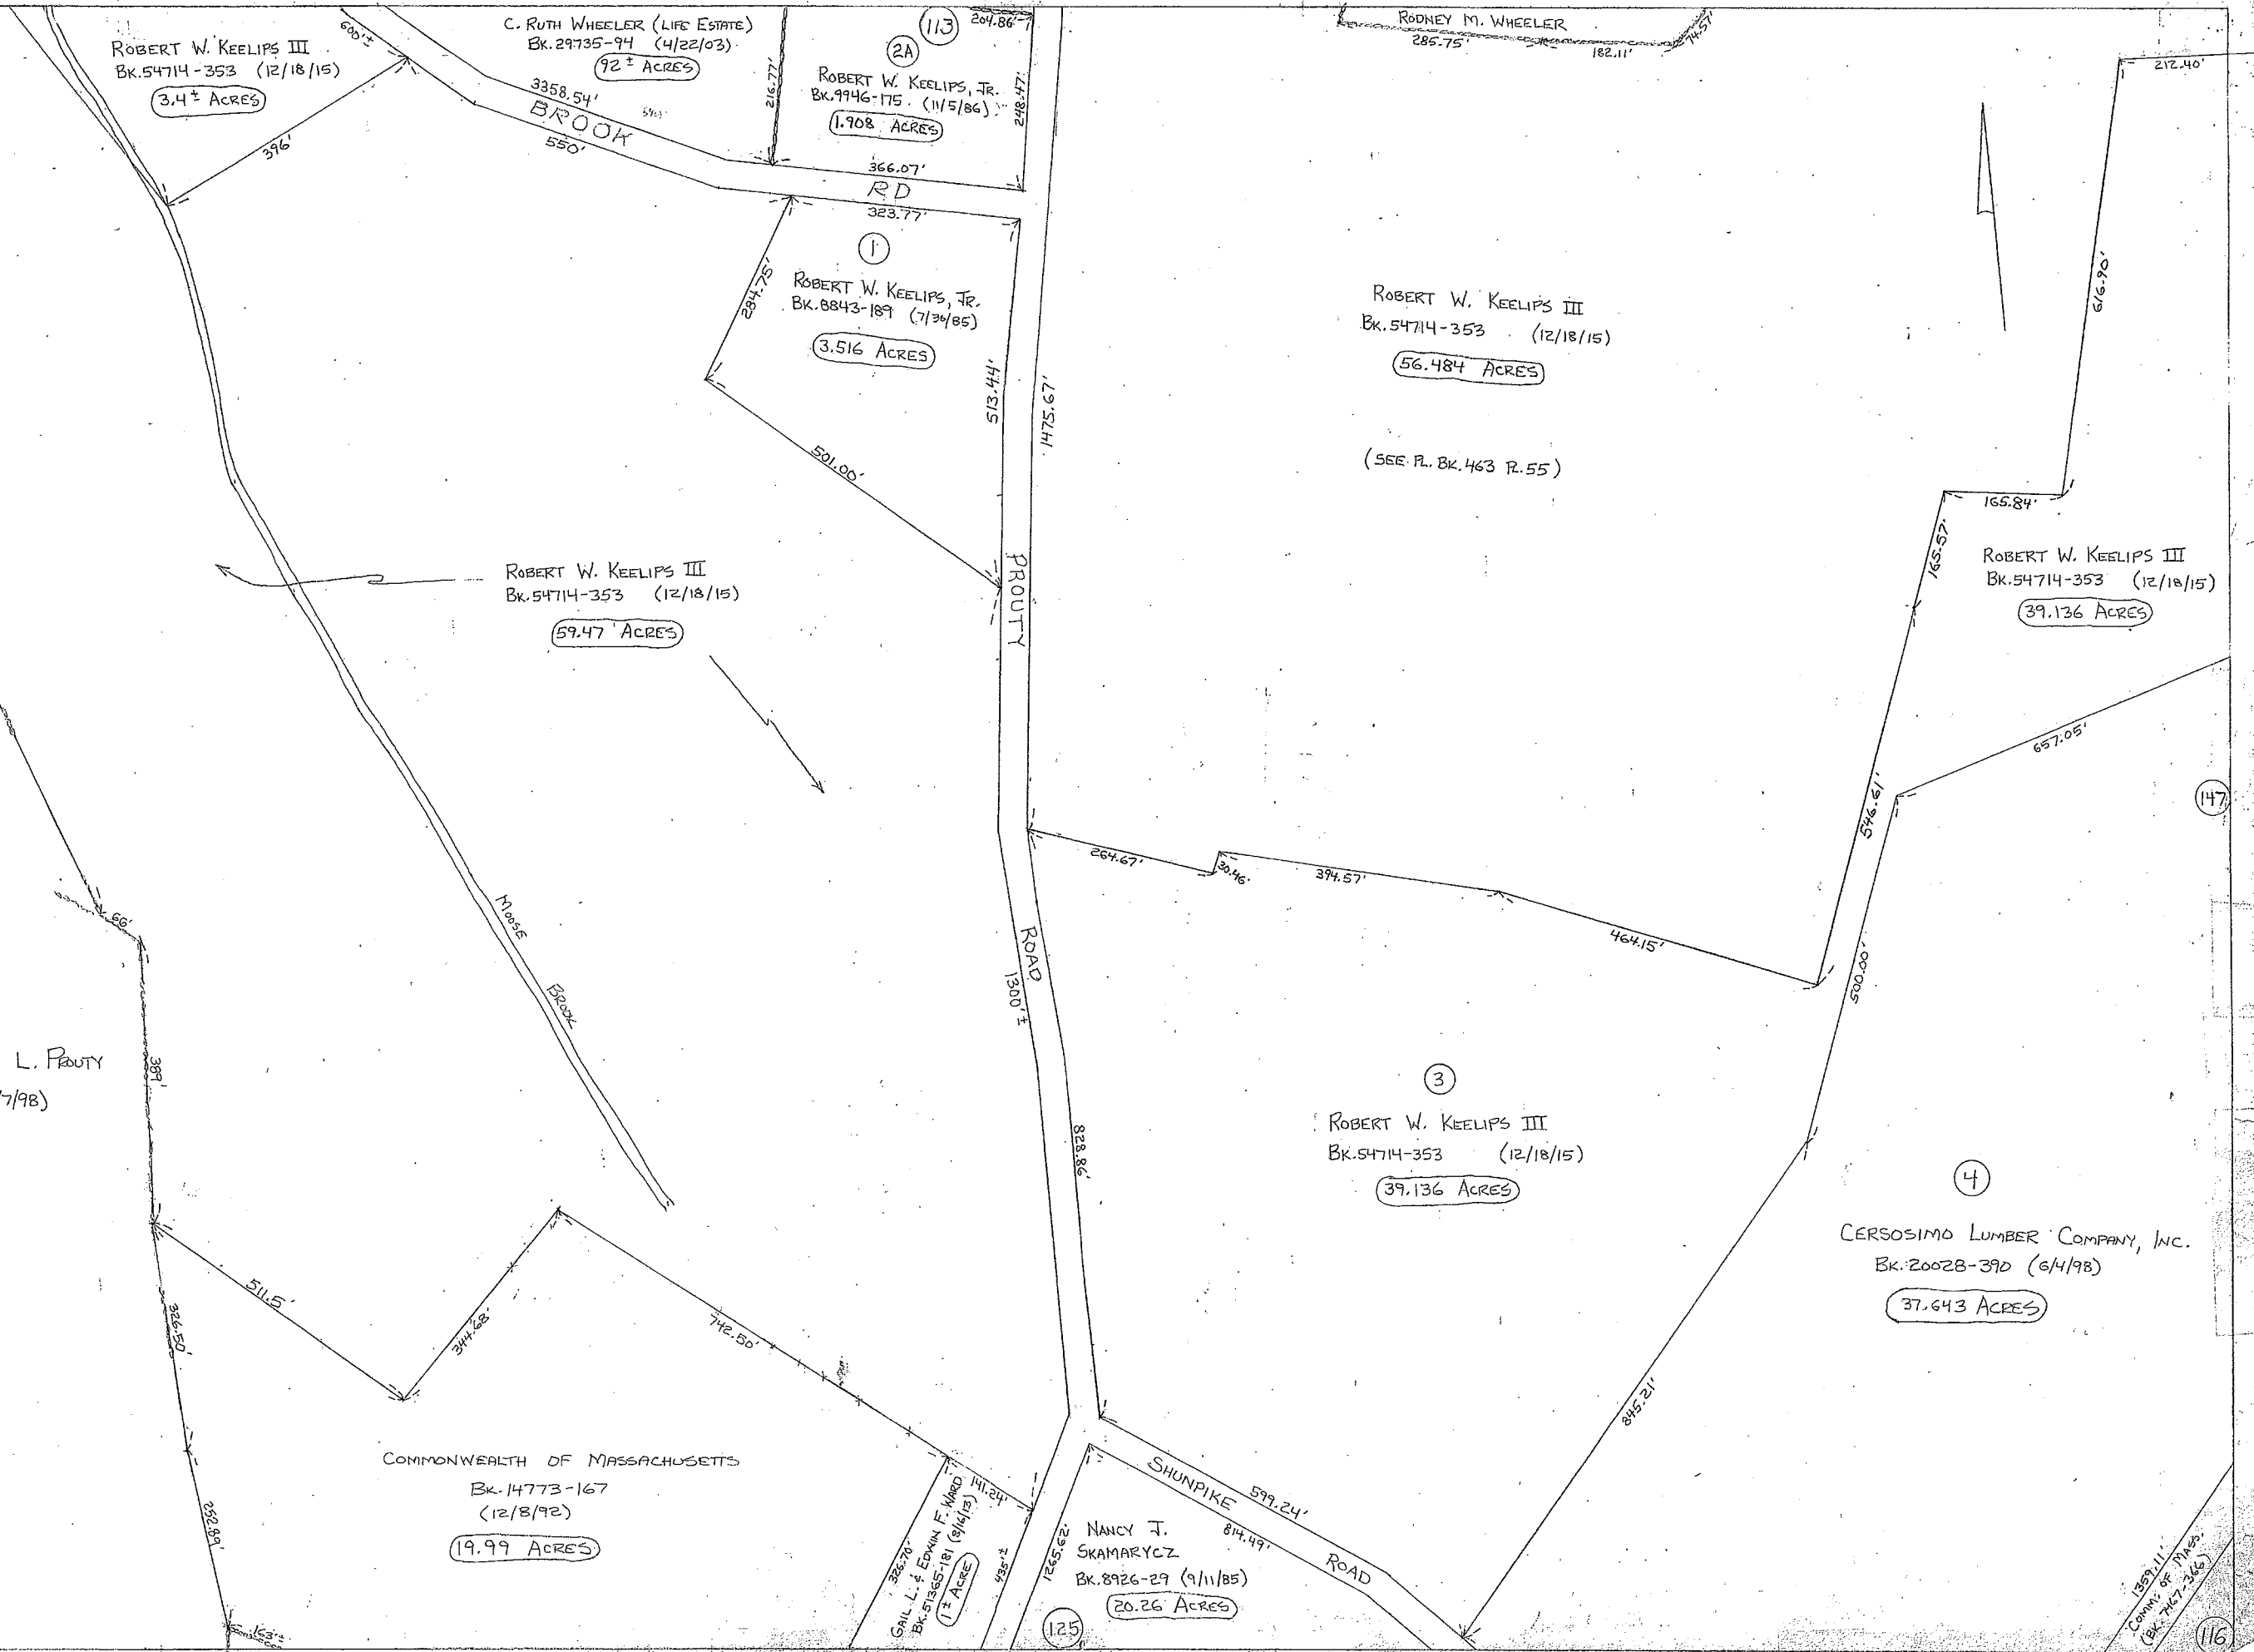 ROBERT W. KEELIPS III
BK.54714-353 (12/18/15)
3.4± ACRES
600'±
396'
C. RUTH WHEELER (LIFE ESTATE)
BK.29735-94 (4/22/03)
92± ACRES
3358.54'
BROOK
550'
216.77'
113
204.86'
2A
ROBERT W. KEELIPS, JR.
BK.9946-175 (11/5/86)
1.908 ACRES
248.47'
366.07'
RD
323.77'
RODNEY M. WHEELER
285.75'
182.11'
74.57'
212.40'
616.90'
1
ROBERT W. KEELIPS, JR.
BK.8843-189 (7/30/85)
3.516 ACRES
284.75'
513.44'
501.00'
1475.67'
ROBERT W. KEELIPS III
BK.54714-353 (12/18/15)
56.484 ACRES
(SEE PL. BK.463 PL.55)
165.84'
165.57'
ROBERT W. KEELIPS III
BK.54714-353 (12/18/15)
39.136 ACRES
657.05'
546.61'
147
ROBERT W. KEELIPS III
BK.54714-353 (12/18/15)
59.47 ACRES
PROUTY
ROAD
1300'±
264.67'
30.46'
394.57'
464.15'
500.00'
MOOSE
BROOK
66'
389'
L. PROUTY
7/98)
828.86'
3
ROBERT W. KEELIPS III
BK.54714-353 (12/18/15)
39.136 ACRES
4
CERSOSIMO LUMBER COMPANY, INC.
BK.20028-390 (6/4/98)
37.643 ACRES
845.21'
511.5'
344.68'
742.50'
326.50'
252.89'
163'±
COMMONWEALTH OF MASSACHUSETTS
BK.14773-167
(12/8/92)
19.99 ACRES
141.24'
326.70'
GAIL L. & EDWIN F. WARD
BK.51365-181 (8/16/13)
1± ACRE
435'±
1265.62'
NANCY J.
SKAMARYCZ
BK.8926-29 (9/11/85)
20.26 ACRES
125
SHUNPIKE
ROAD
599.24'
814.49'
1359.11'
COMM. OF MASS.
(BK.7467-366)
116